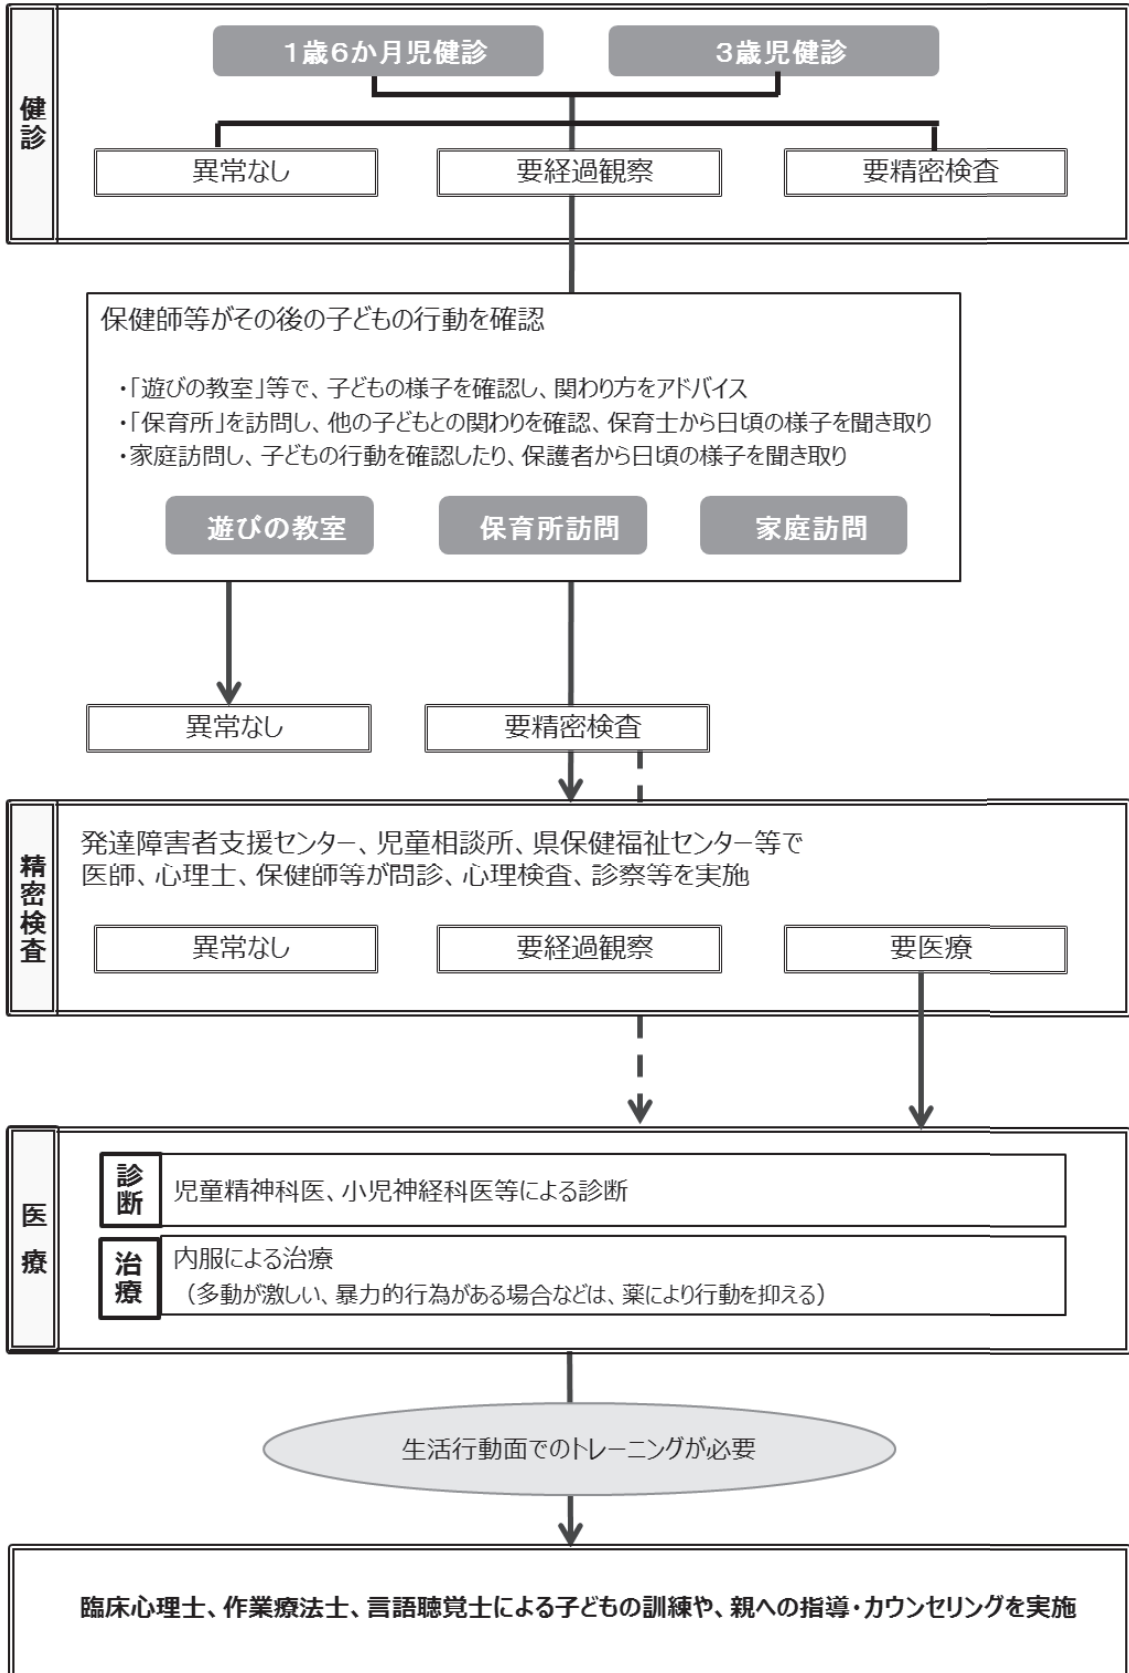 健診
1歳6か月児健診
3歳児健診
異常なし
要経過観察
要精密検査
保健師等がその後の子どもの行動を確認
・「遊びの教室」等で、子どもの様子を確認し、関わり方をアドバイス
・「保育所」を訪問し、他の子どもとの関わりを確認、保育士から日頃の様子を聞き取り
・家庭訪問し、子どもの行動を確認したり、保護者から日頃の様子を聞き取り
遊びの教室
保育所訪問
家庭訪問
異常なし
要精密検査
精密検査
発達障害者支援センター、児童相談所、県保健福祉センター等で
医師、心理士、保健師等が問診、心理検査、診察等を実施
異常なし
要経過観察
要医療
医療
診断
児童精神科医、小児神経科医等による診断
治療
内服による治療
（多動が激しい、暴力的行為がある場合などは、薬により行動を抑える）
生活行動面でのトレーニングが必要
臨床心理士、作業療法士、言語聴覚士による子どもの訓練や、親への指導・カウンセリングを実施